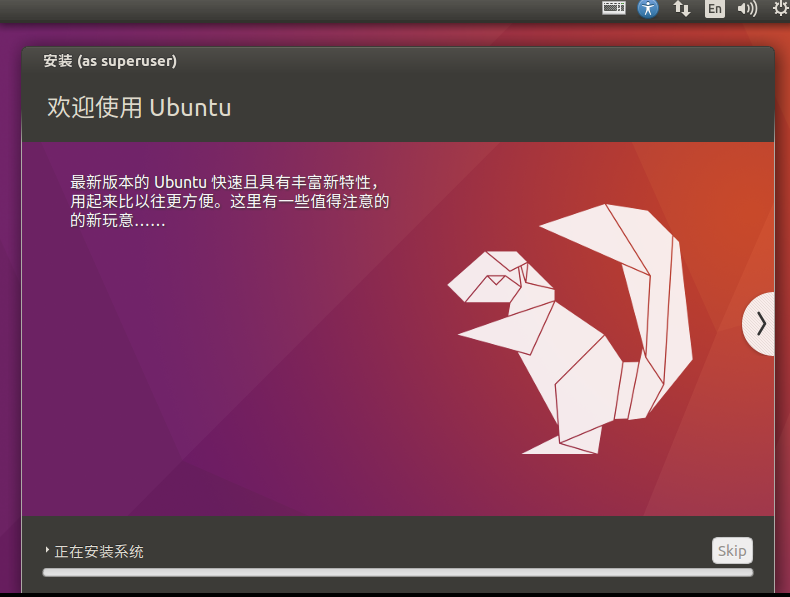 En
安装 (as superuser)
欢迎使用 Ubuntu
最新版本的 Ubuntu 快速且具有丰富新特性，
用起来比以往更方便。这里有一些值得注意的
的新玩意……
正在安装系统
Skip